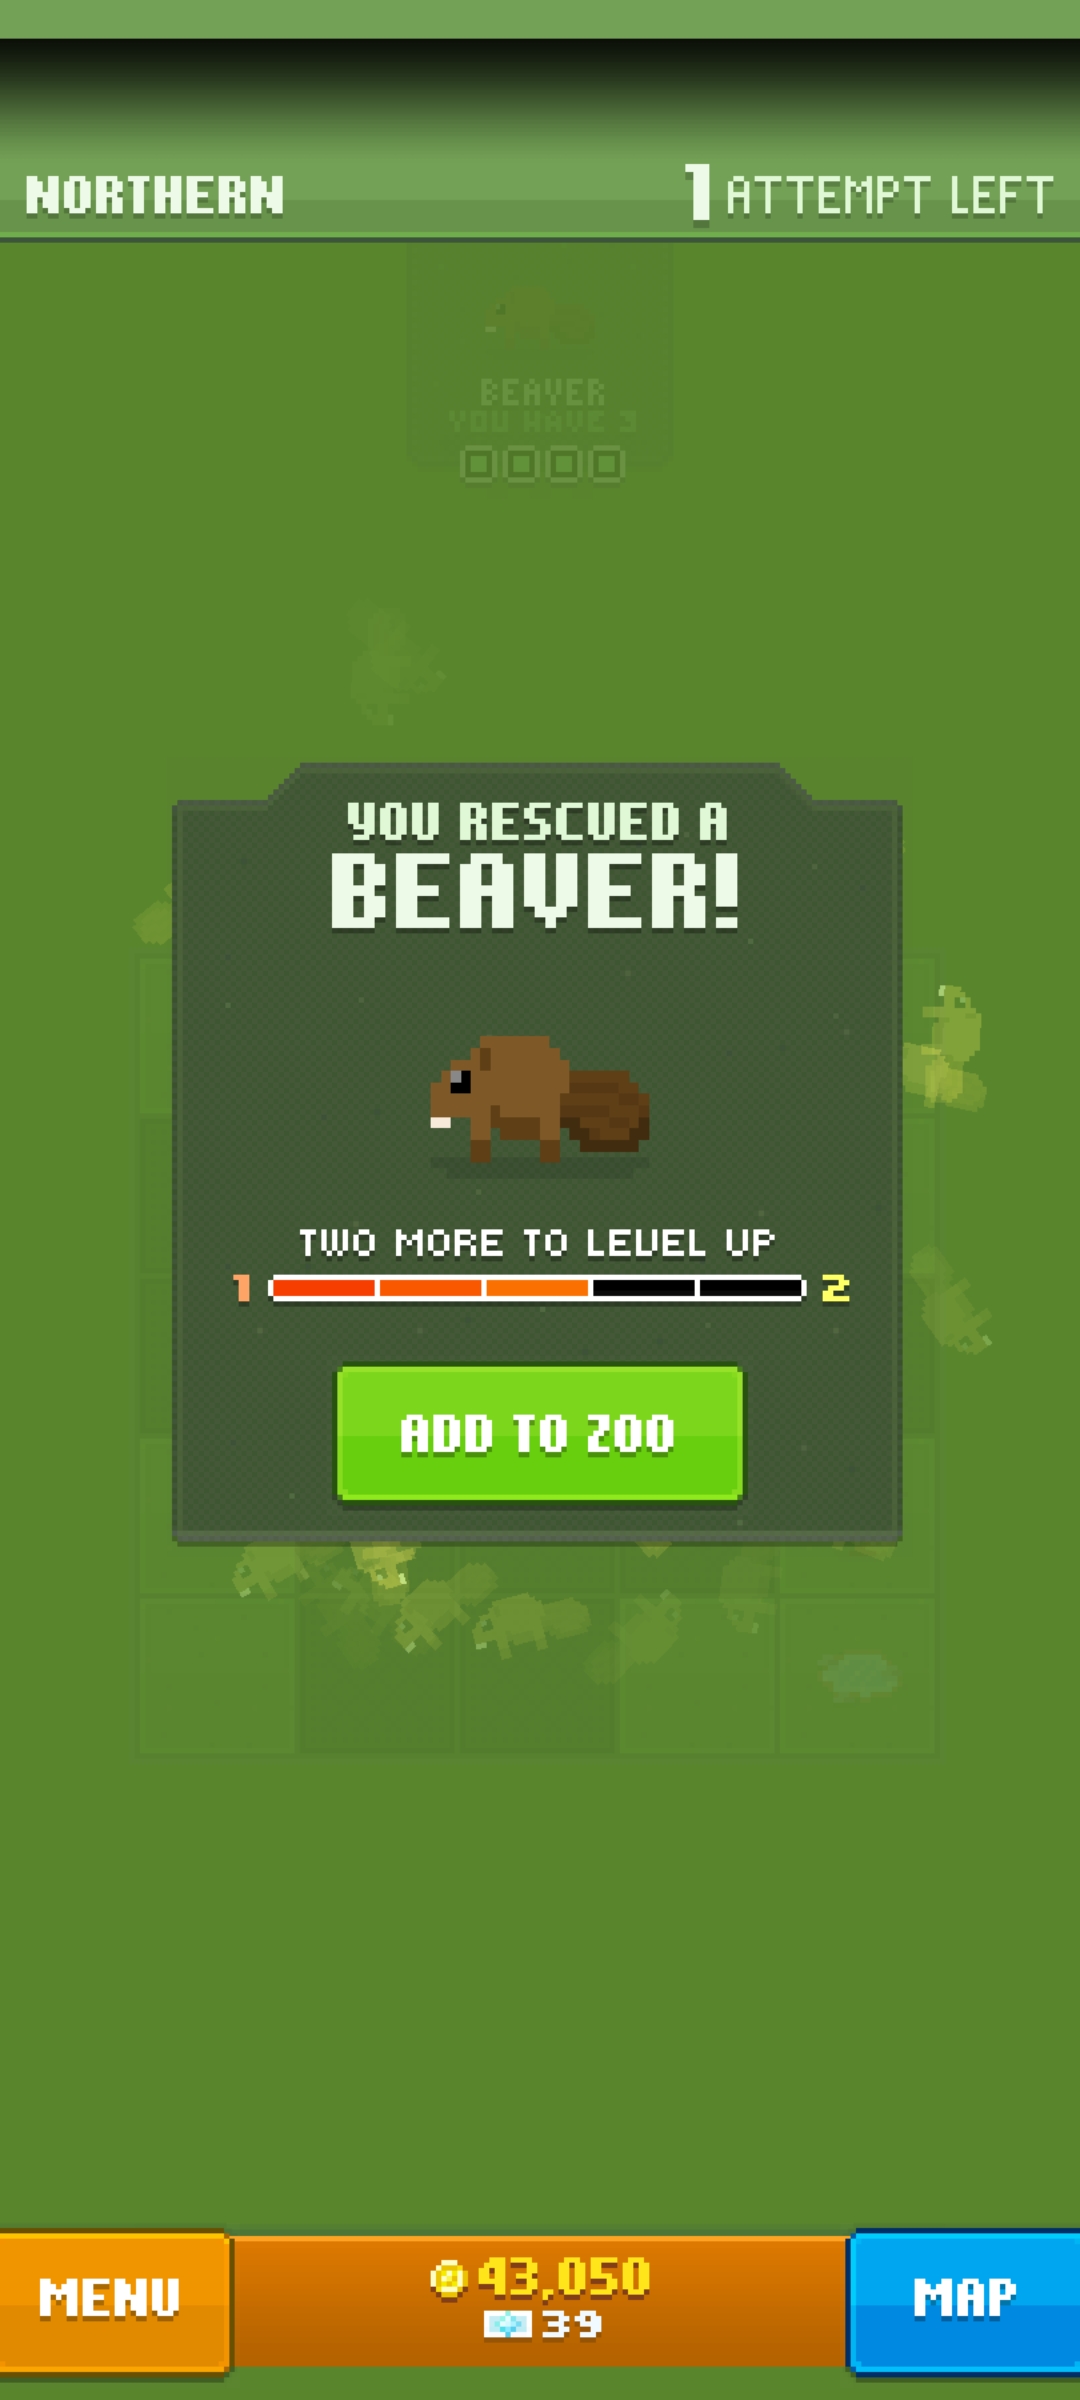 NORTHERN
1 ATTEMPT LEFT
BEAVER
YOU HAVE 3
YOU RESCUED A
BEAVER!
TWO MORE TO LEVEL UP
1 2
ADD TO ZOO
MENU
43,050
39
MAP